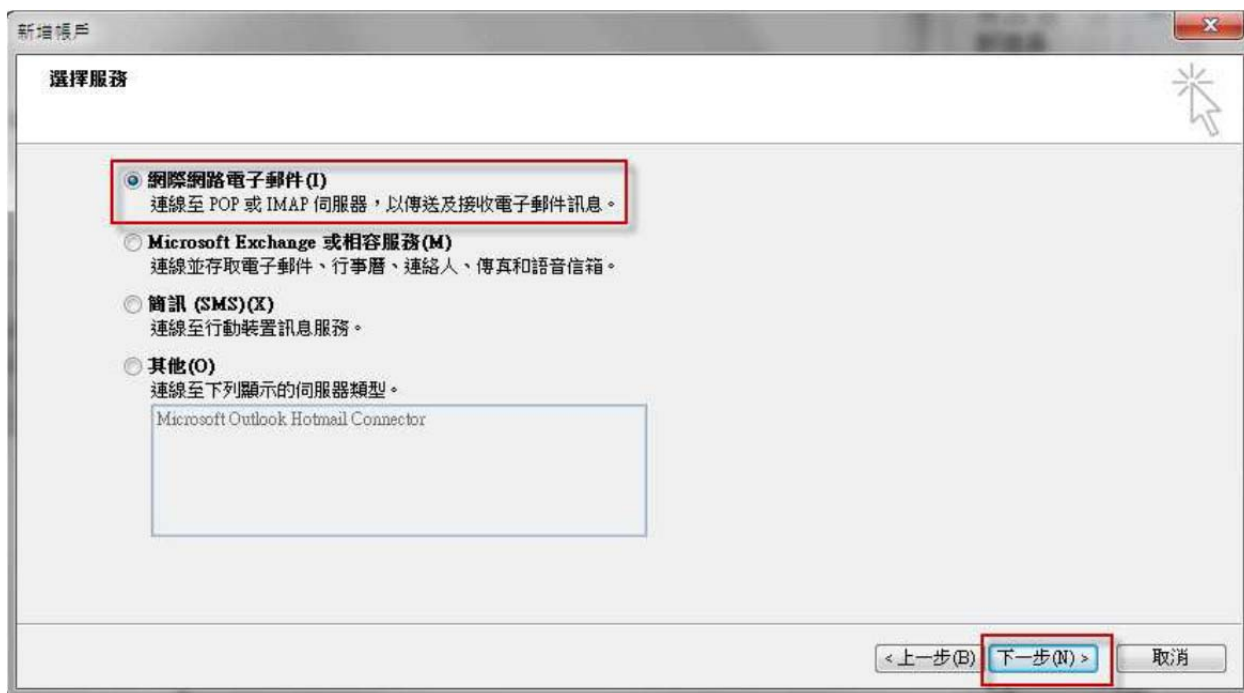 新增帳戶
選擇服務
網際網路電子郵件(I)
連線至 POP 或 IMAP 伺服器，以傳送及接收電子郵件訊息。
Microsoft Exchange 或相容服務(M)
連線並存取電子郵件、行事曆、連絡人、傳真和語音信箱。
簡訊 (SMS)(X)
連線至行動裝置訊息服務。
其他(O)
連線至下列顯示的伺服器類型。
Microsoft Outlook Hotmail Connector
<上一步(B) 下一步(N) > 取消